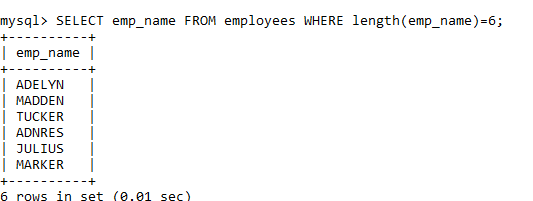 mysql> SELECT emp_name FROM employees WHERE length(emp_name)=6;
+----------+
| emp_name |
+----------+
| ADELYN   |
| MADDEN   |
| TUCKER   |
| ADNRES   |
| JULIUS   |
| MARKER   |
+----------+
6 rows in set (0.01 sec)